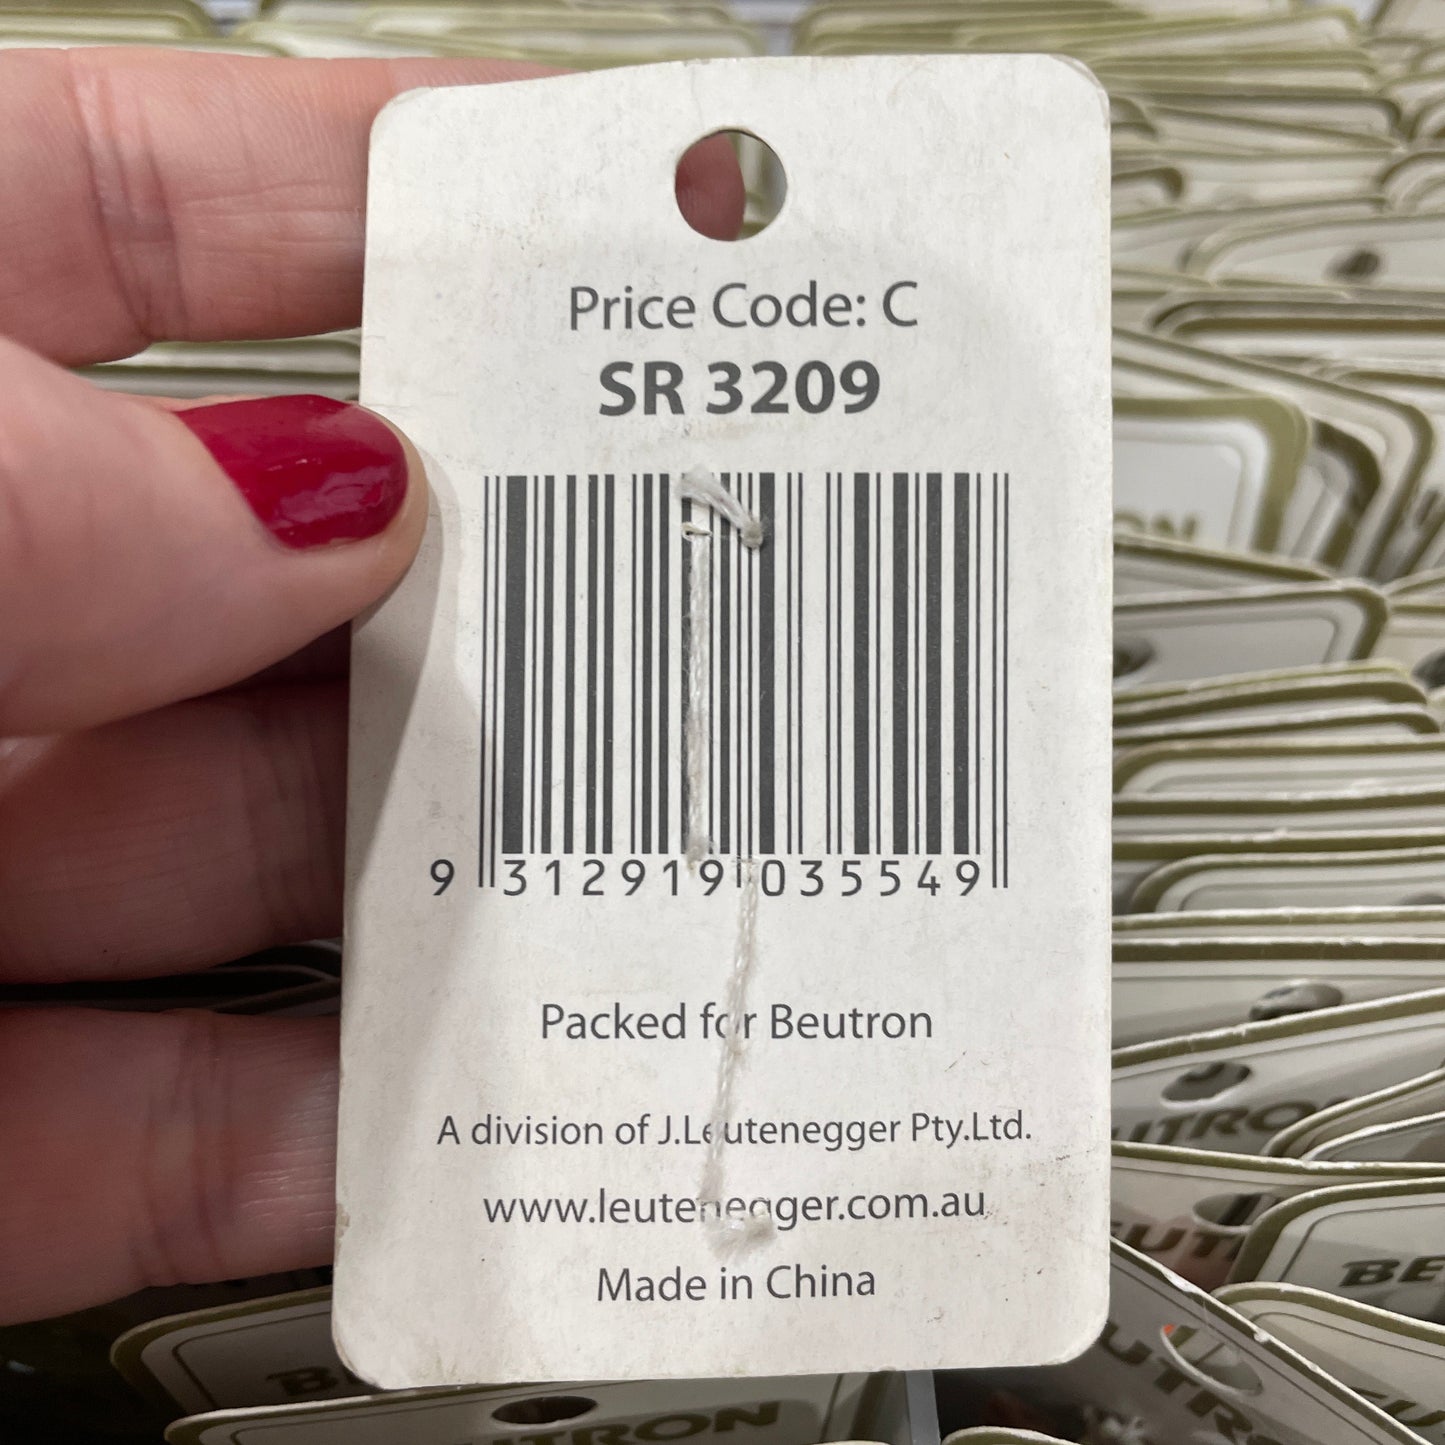 Price Code: C
SR 3209
9 312919 035549
Packed for Beutron
A division of J.Leutenegger Pty.Ltd.
www.leutenegger.com.au
Made in China
BEUTRON